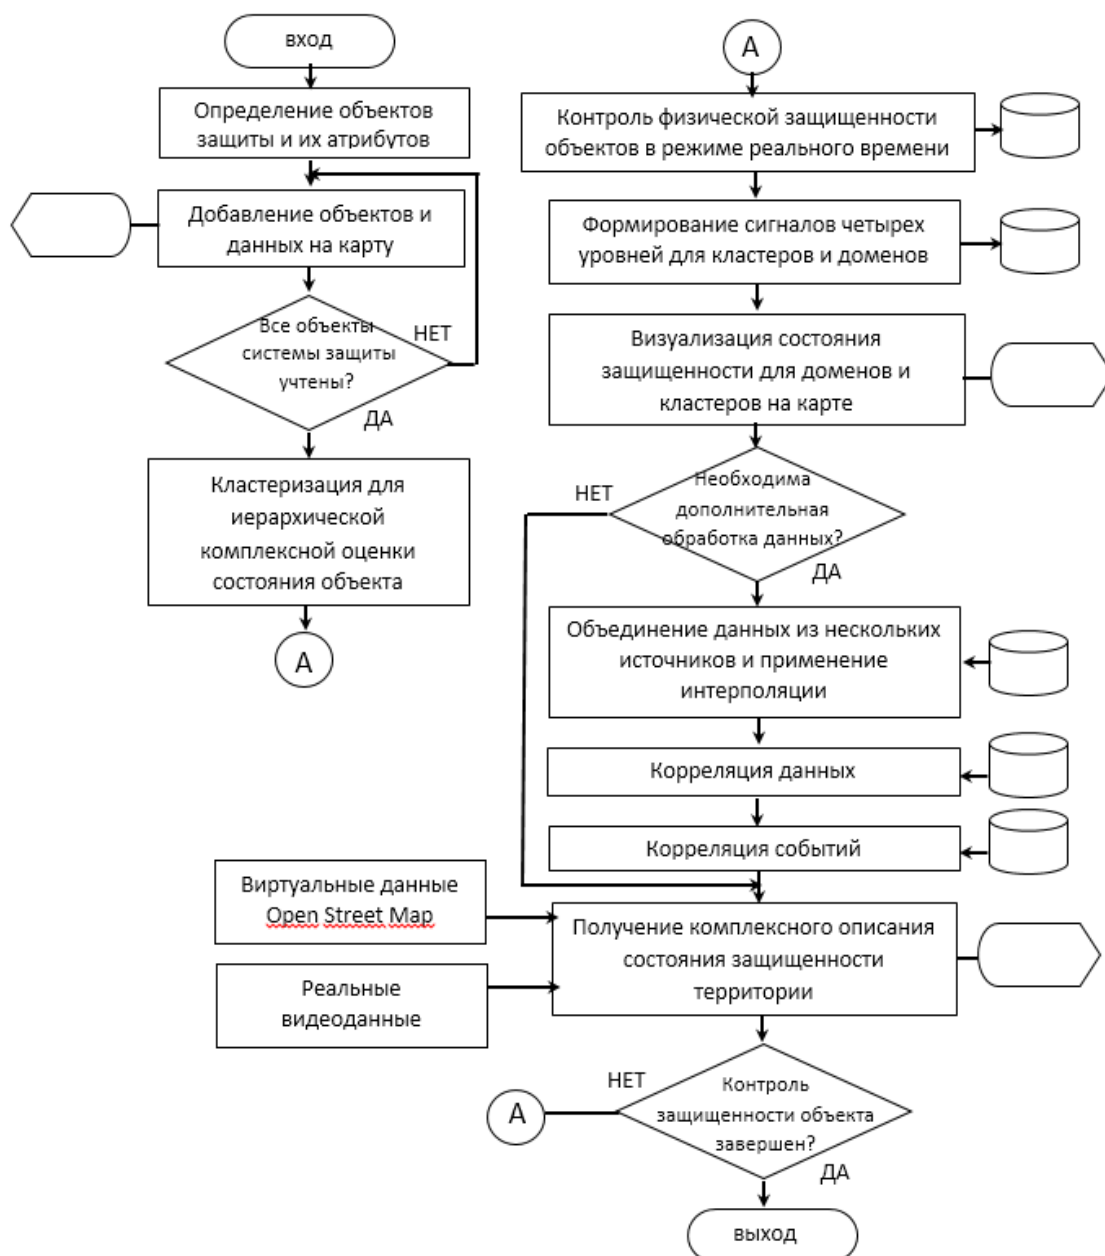 вход
Определение объектов
защиты и их атрибутов
Добавление объектов и
данных на карту
Все объекты
системы защиты
учтены?
НЕТ
ДА
Кластеризация для
иерархической
комплексной оценки
состояния объекта
А
А
Контроль физической защищенности
объектов в режиме реального времени
Формирование сигналов четырех
уровней для кластеров и доменов
Визуализация состояния
защищенности для доменов и
кластеров на карте
Необходима
дополнительная
обработка данных?
НЕТ
ДА
Объединение данных из нескольких
источников и применение
интерполяции
Корреляция данных
Корреляция событий
Виртуальные данные
Open Street Map
Реальные
видеоданные
Получение комплексного описания
состояния защищенности
территории
Контроль
защищенности объекта
завершен?
НЕТ
А
ДА
выход